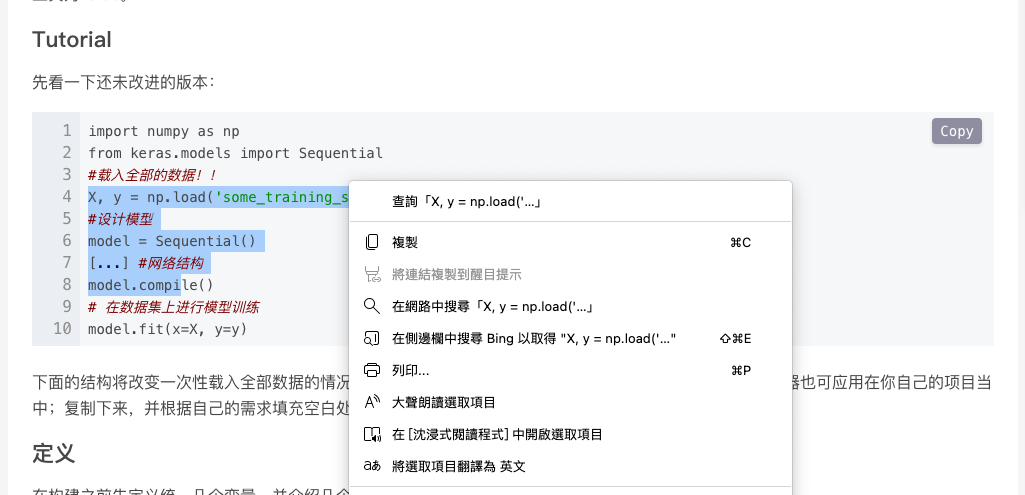 Tutorial
先看一下还未改进的版本：
Copy
1 import numpy as np
2 from keras.models import Sequential
3 #载入全部的数据！！
4 X, y = np.load('some_training_s
5 #设计模型
6 model = Sequential()
7 [...] #网络结构
8 model.compile()
9 # 在数据集上进行模型训练
10 model.fit(x=X, y=y)
查詢「X, y = np.load('...」
複製 ⌘C
將連結複製到醒目提示
在網路中搜尋「X, y = np.load('...」
在側邊欄中搜尋 Bing 以取得 "X, y = np.load('..." ⇧⌘E
列印... ⌘P
大聲朗讀選取項目
在 [沈浸式閱讀程式] 中開啟選取項目
將選取項目翻譯為 英文
下面的结构将改变一次性载入全部数据的情况 器也可应用在你自己的项目当
中；复制下来，并根据自己的需求填充空白处
定义